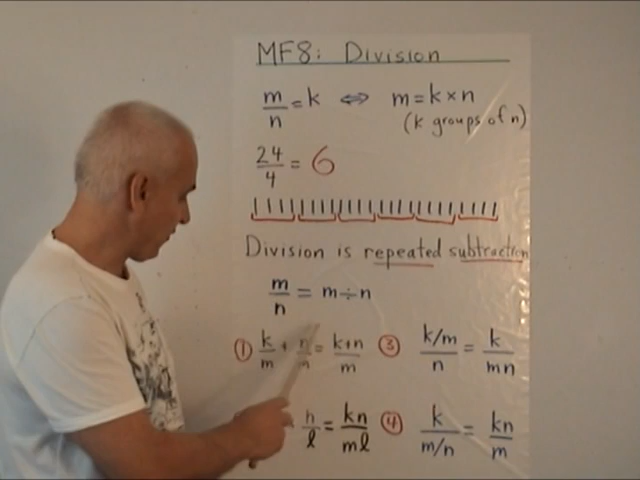 MF8: Division
m/n = k ⇔ m = k × n
(k groups of n)
24/4 = 6
Division is repeated subtraction
m/n = m ÷ n
① k/m + n/m = k+n/m
③ k/m/n = k/mn
n/l = kn/ml
④ k/m/n = kn/m